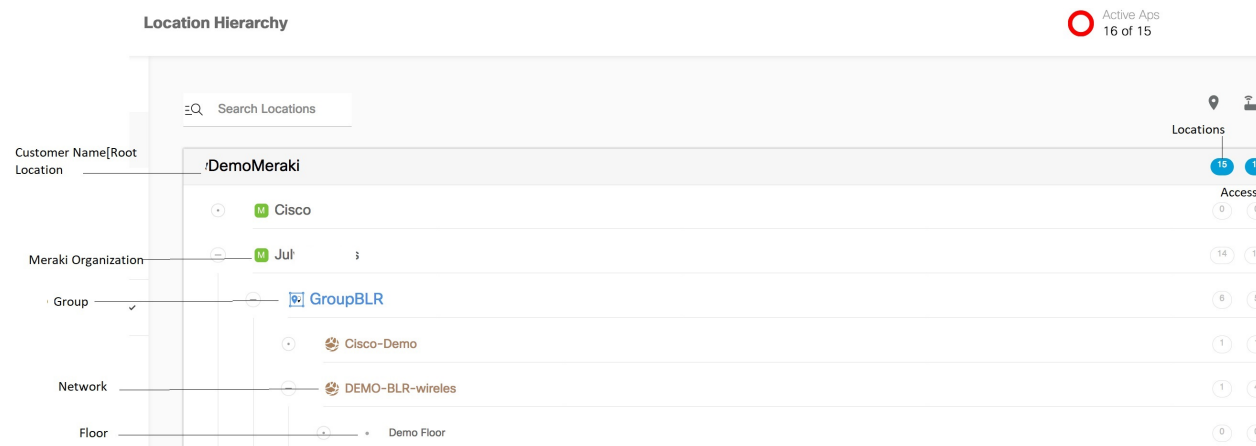 Location Hierarchy
Active Aps
16 of 15
Search Locations
Locations
Customer Name[Root
Location
DemoMeraki
15
Access
M Cisco
0
Meraki Organization
M
14
Group
GroupBLR
6
Cisco-Demo
1
Network
DEMO-BLR-wireles
1
Floor
Demo Floor
0